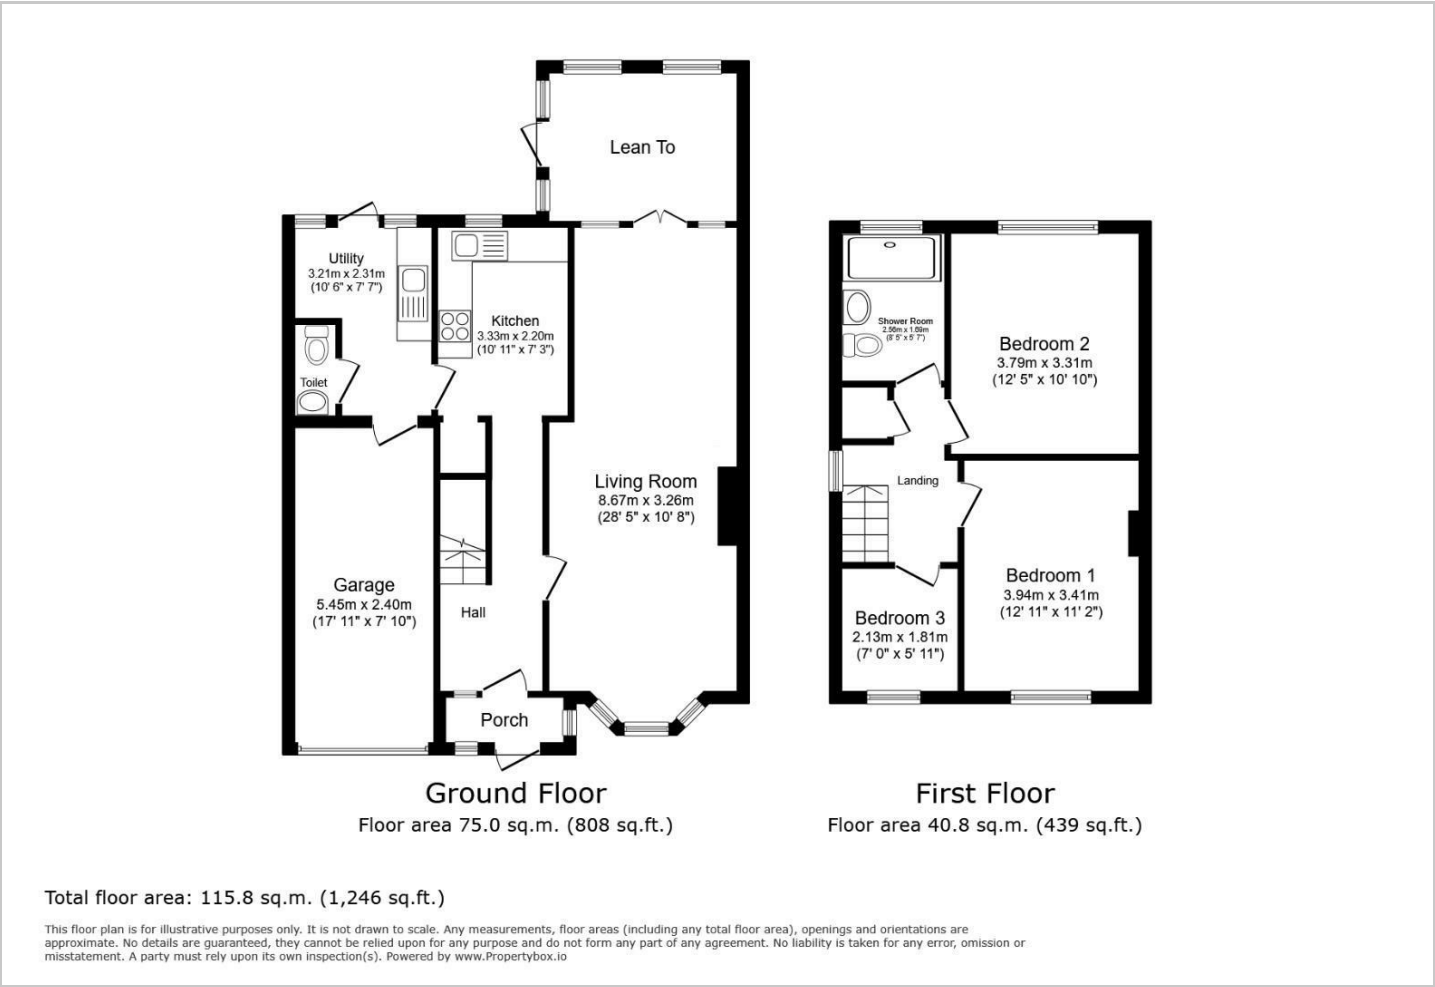 Lean To
Utility
3.21m x 2.31m
(10' 6" x 7' 7")
Kitchen
3.33m x 2.20m
(10' 11" x 7' 3")
Toilet
Living Room
8.67m x 3.26m
(28' 5" x 10' 8")
Garage
5.45m x 2.40m
(17' 11" x 7' 10")
Hall
Porch
Ground Floor
Floor area 75.0 sq.m. (808 sq.ft.)
Shower Room
2.56m x 1.69m
(8' 5" x 5' 7")
Bedroom 2
3.79m x 3.31m
(12' 5" x 10' 10")
Landing
Bedroom 1
3.94m x 3.41m
(12' 11" x 11' 2")
Bedroom 3
2.13m x 1.81m
(7' 0" x 5' 11")
First Floor
Floor area 40.8 sq.m. (439 sq.ft.)
Total floor area: 115.8 sq.m. (1,246 sq.ft.)
This floor plan is for illustrative purposes only. It is not drawn to scale. Any measurements, floor areas (including any total floor area), openings and orientations are
approximate. No details are guaranteed, they cannot be relied upon for any purpose and do not form any part of any agreement. No liability is taken for any error, omission or
misstatement. A party must rely upon its own inspection(s). Powered by www.Propertybox.io